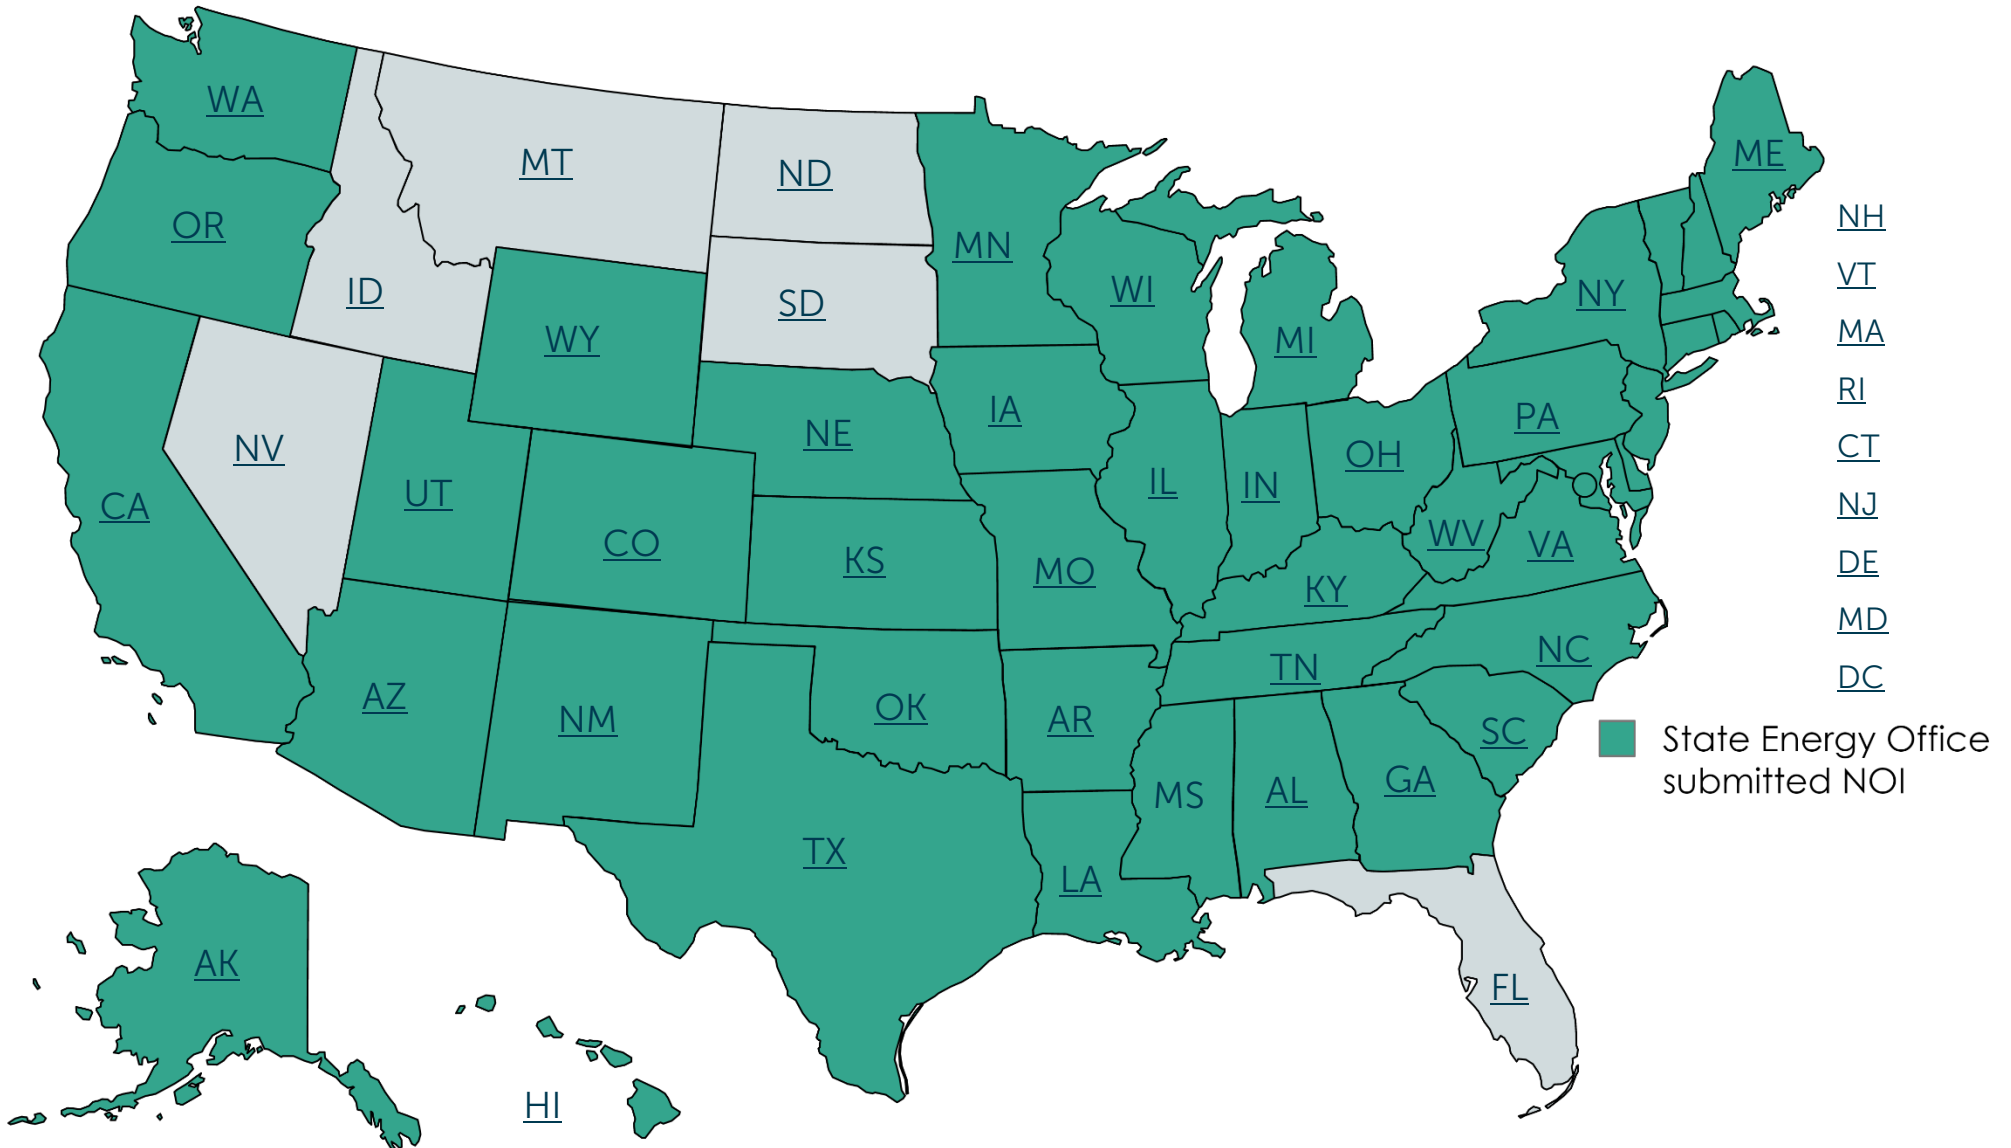 WA
ME
MT
ND
NH
OR
MN
VT
ID
SD
WI
NY
MA
WY
MI
RI
NE
IA
PA
NV
OH
CT
UT
IL
IN
CA
NJ
CO
KS
WV
VA
MO
DE
KY
MD
NC
TN
DC
AZ
NM
OK
AR
SC
State Energy Office
submitted NOI
MS
AL
GA
TX
LA
AK
FL
HI